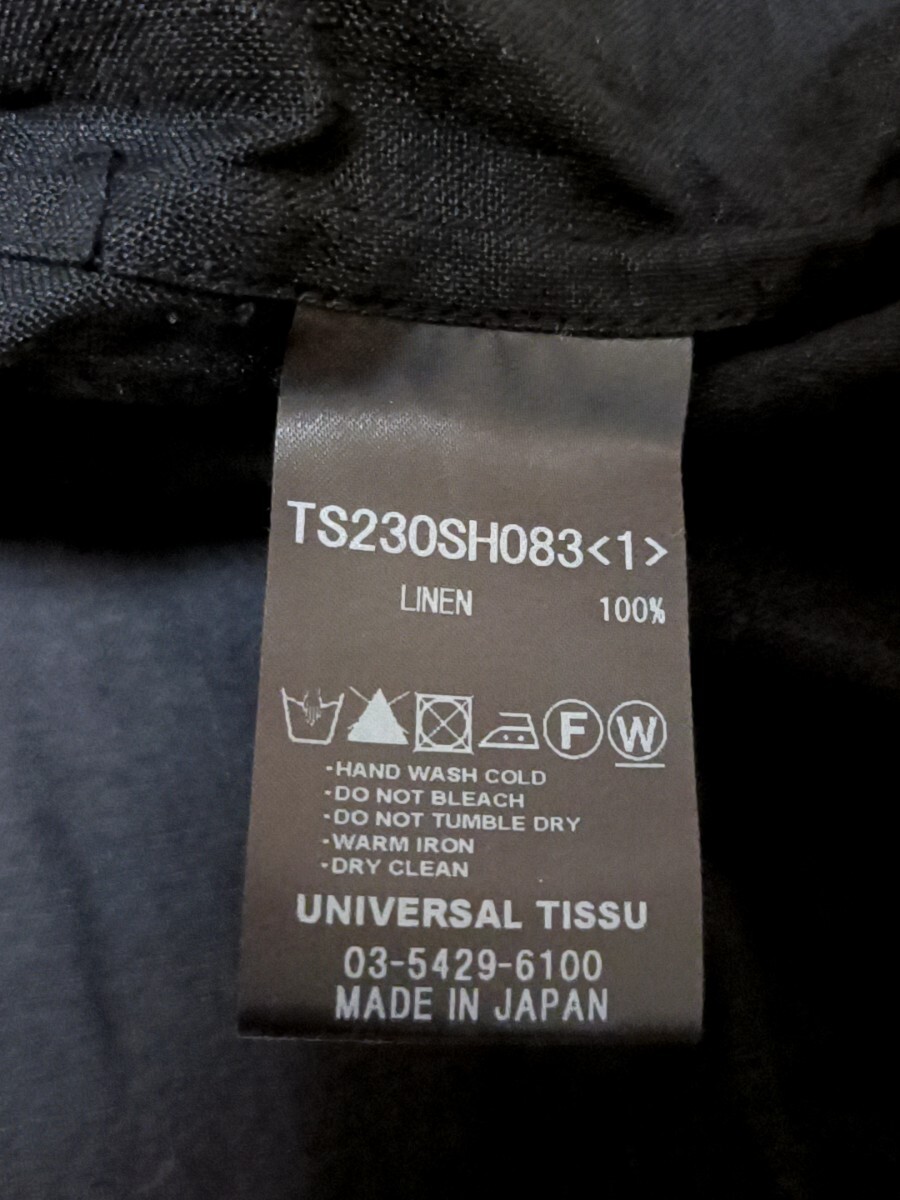 TS230SH083<1>
LINEN 100%
F W
-HAND WASH COLD
-DO NOT BLEACH
-DO NOT TUMBLE DRY
-WARM IRON
-DRY CLEAN
UNIVERSAL TISSU
03-5429-6100
MADE IN JAPAN